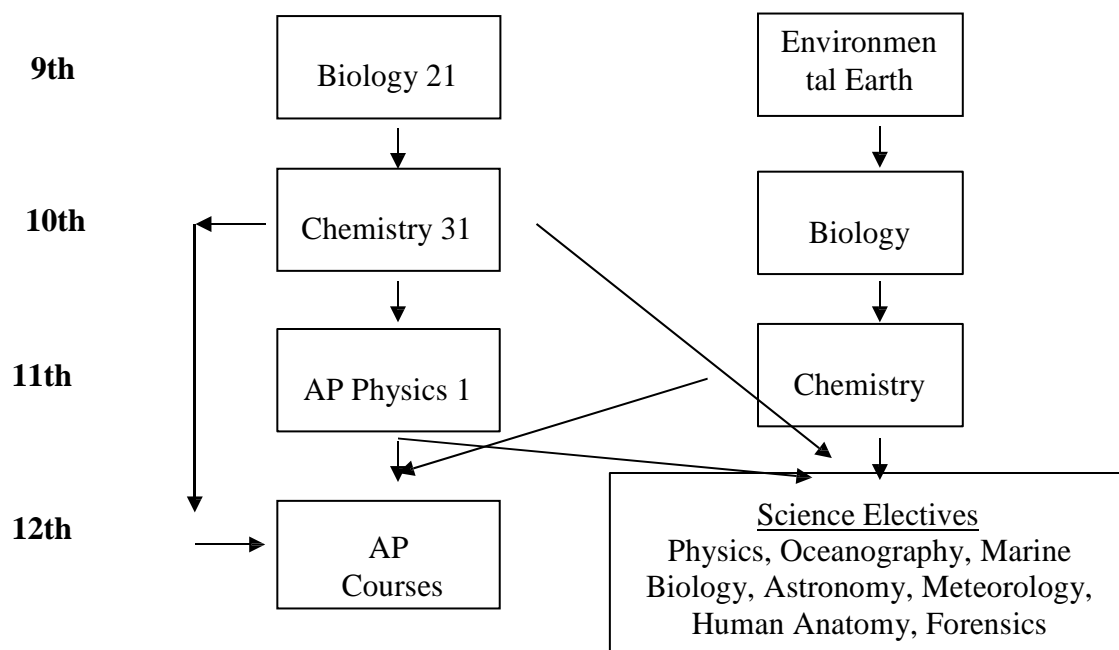 9th
Biology 21
Environmen
tal Earth
10th
Chemistry 31
Biology
11th
AP Physics 1
Chemistry
12th
AP
Courses
Science Electives
Physics, Oceanography, Marine
Biology, Astronomy, Meteorology,
Human Anatomy, Forensics